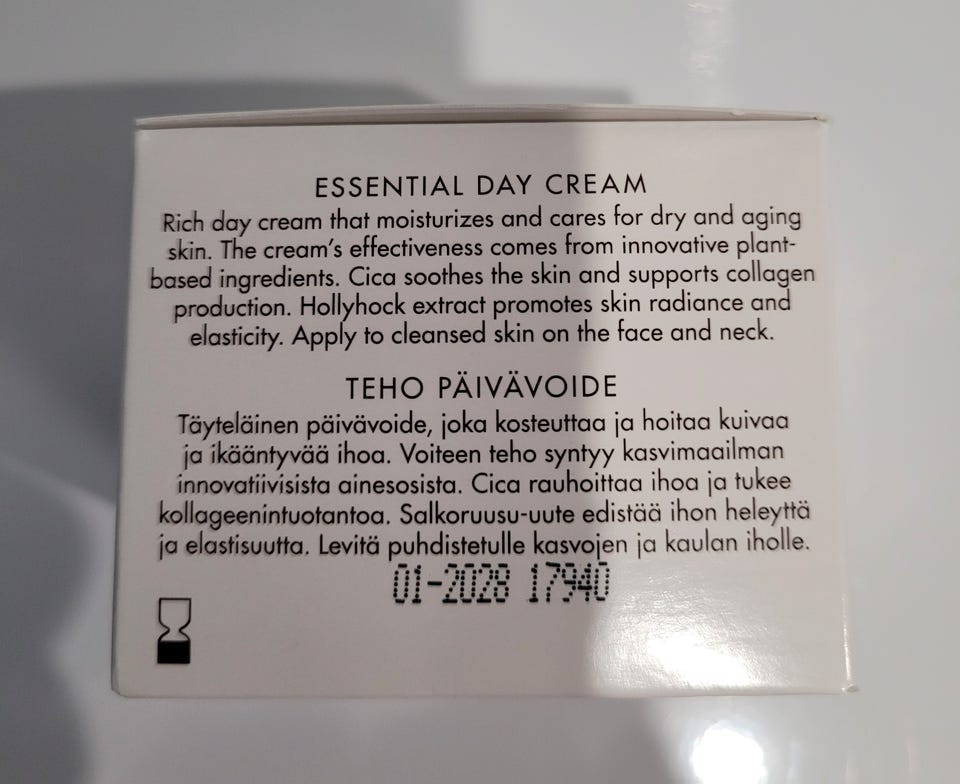 ESSENTIAL DAY CREAM
Rich day cream that moisturizes and cares for dry and aging
skin. The cream's effectiveness comes from innovative plant-
based ingredients. Cica soothes the skin and supports collagen
production. Hollyhock extract promotes skin radiance and
elasticity. Apply to cleansed skin on the face and neck.
TEHO PÄIVÄVOIDE
Täyteläinen päivävoide, joka kosteuttaa ja hoitaa kuivaa
ja ikääntyvää ihoa. Voiteen teho syntyy kasvimaailman
innovatiivisista ainesosista. Cica rauhoittaa ihoa ja tukee
kollageenintuotantoa. Salkoruusu-uute edistää ihon heleyttä
ja elastisuutta. Levitä puhdistetulle kasvojen ja kaulan iholle.
01-2028 17940